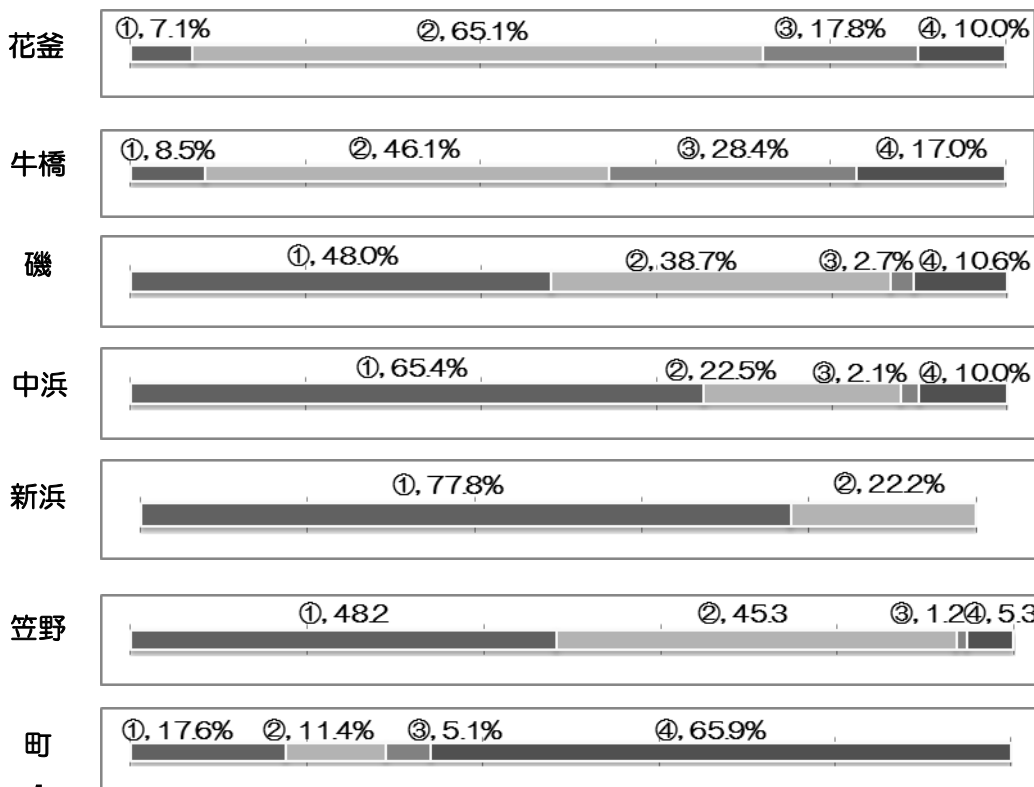 花釜
①, 7.1% ②, 65.1% ③, 17.8% ④, 10.0%
牛橋
①, 8.5% ②, 46.1% ③, 28.4% ④, 17.0%
磯
①, 48.0% ②, 38.7% ③, 2.7% ④, 10.6%
中浜
①, 65.4% ②, 22.5% ③, 2.1% ④, 10.0%
新浜
①, 77.8% ②, 22.2%
笠野
①, 48.2 ②, 45.3 ③, 1.2 ④, 5.3
町
①, 17.6% ②, 11.4% ③, 5.1% ④, 65.9%